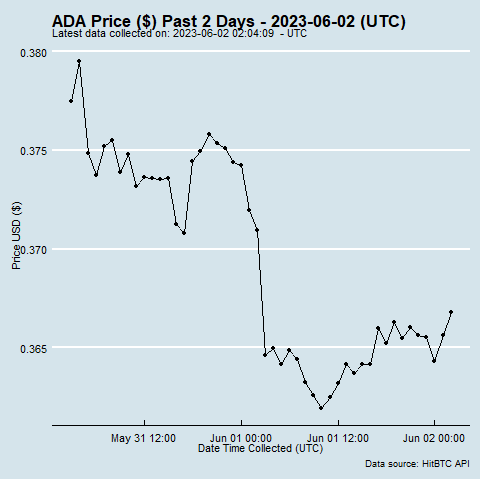 ADA Price ($) Past 2 Days - 2023-06-02 (UTC)
Latest data collected on: 2023-06-02 02:04:09  - UTC
0.380
0.375
0.370
0.365
Price USD ($)
May 31 12:00
Jun 01 00:00
Jun 01 12:00
Jun 02 00:00
Date Time Collected (UTC)
Data source: HitBTC API